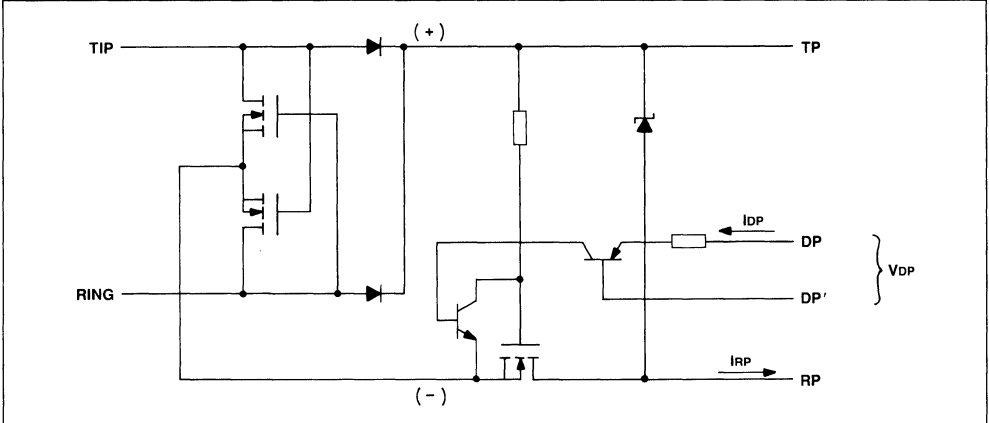 (+)
TIP
TP
IDP
DP
VDP
RING
DP'
IRP
RP
(-)